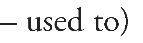 – used to)